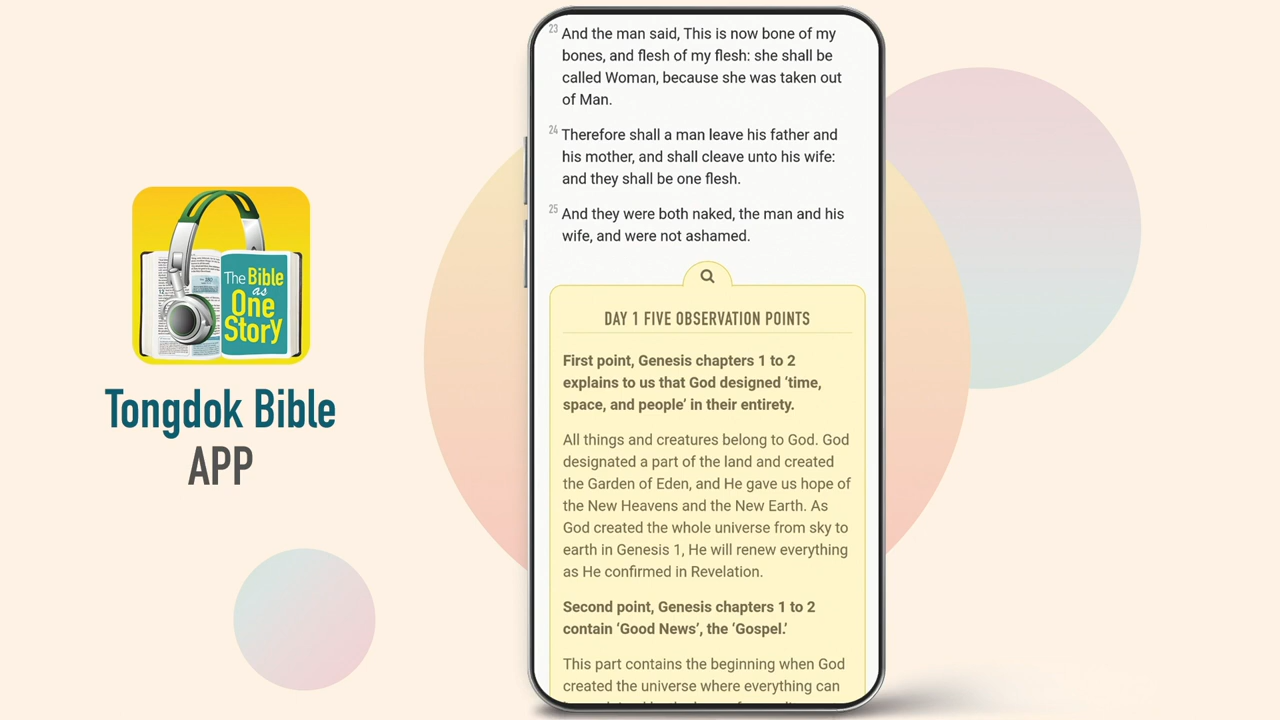 The Bible
as
One
Story
Tongdok Bible
APP
23 And the man said, This is now bone of my
bones, and flesh of my flesh: she shall be
called Woman, because she was taken out
of Man.
24 Therefore shall a man leave his father and
his mother, and shall cleave unto his wife:
and they shall be one flesh.
25 And they were both naked, the man and his
wife, and were not ashamed.
DAY 1 FIVE OBSERVATION POINTS
First point, Genesis chapters 1 to 2
explains to us that God designed ‘time,
space, and people’ in their entirety.
All things and creatures belong to God. God
designated a part of the land and created
the Garden of Eden, and He gave us hope of
the New Heavens and the New Earth. As
God created the whole universe from sky to
earth in Genesis 1, He will renew everything
as He confirmed in Revelation.
Second point, Genesis chapters 1 to 2
contain ‘Good News’, the ‘Gospel.’
This part contains the beginning when God
created the universe where everything can